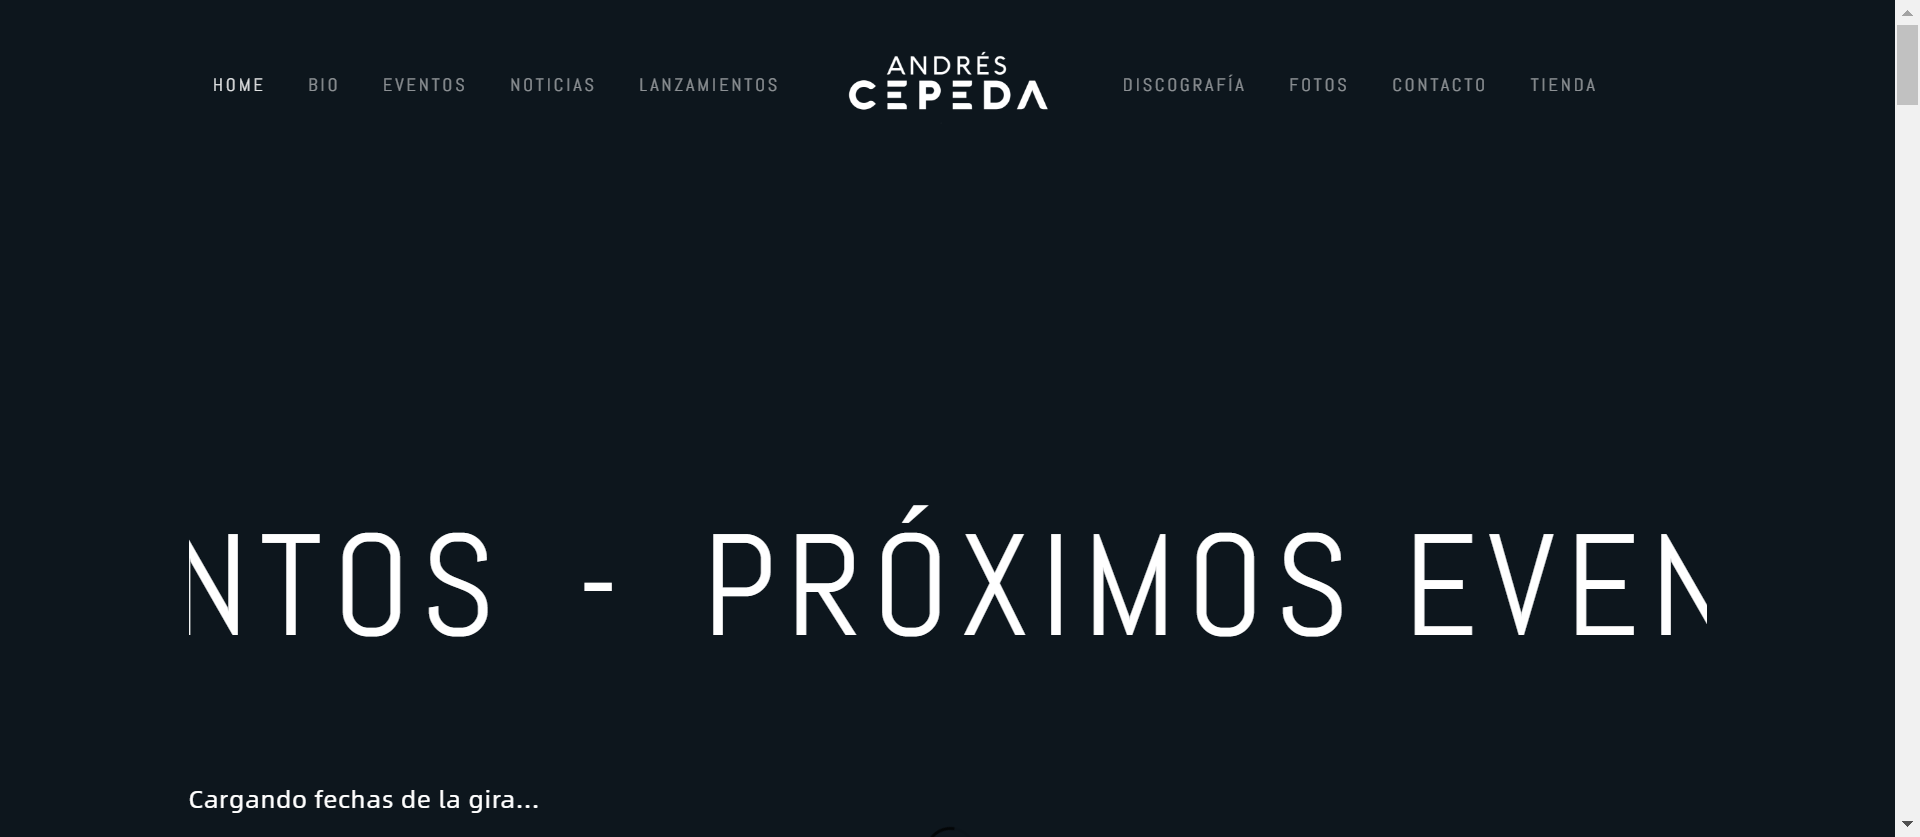 HOME BIO EVENTOS NOTICIAS LANZAMIENTOS
ANDRÉS
CEPEDA
DISCOGRAFÍA FOTOS CONTACTO TIENDA
NTOS - PRÓXIMOS EVEN
Cargando fechas de la gira...